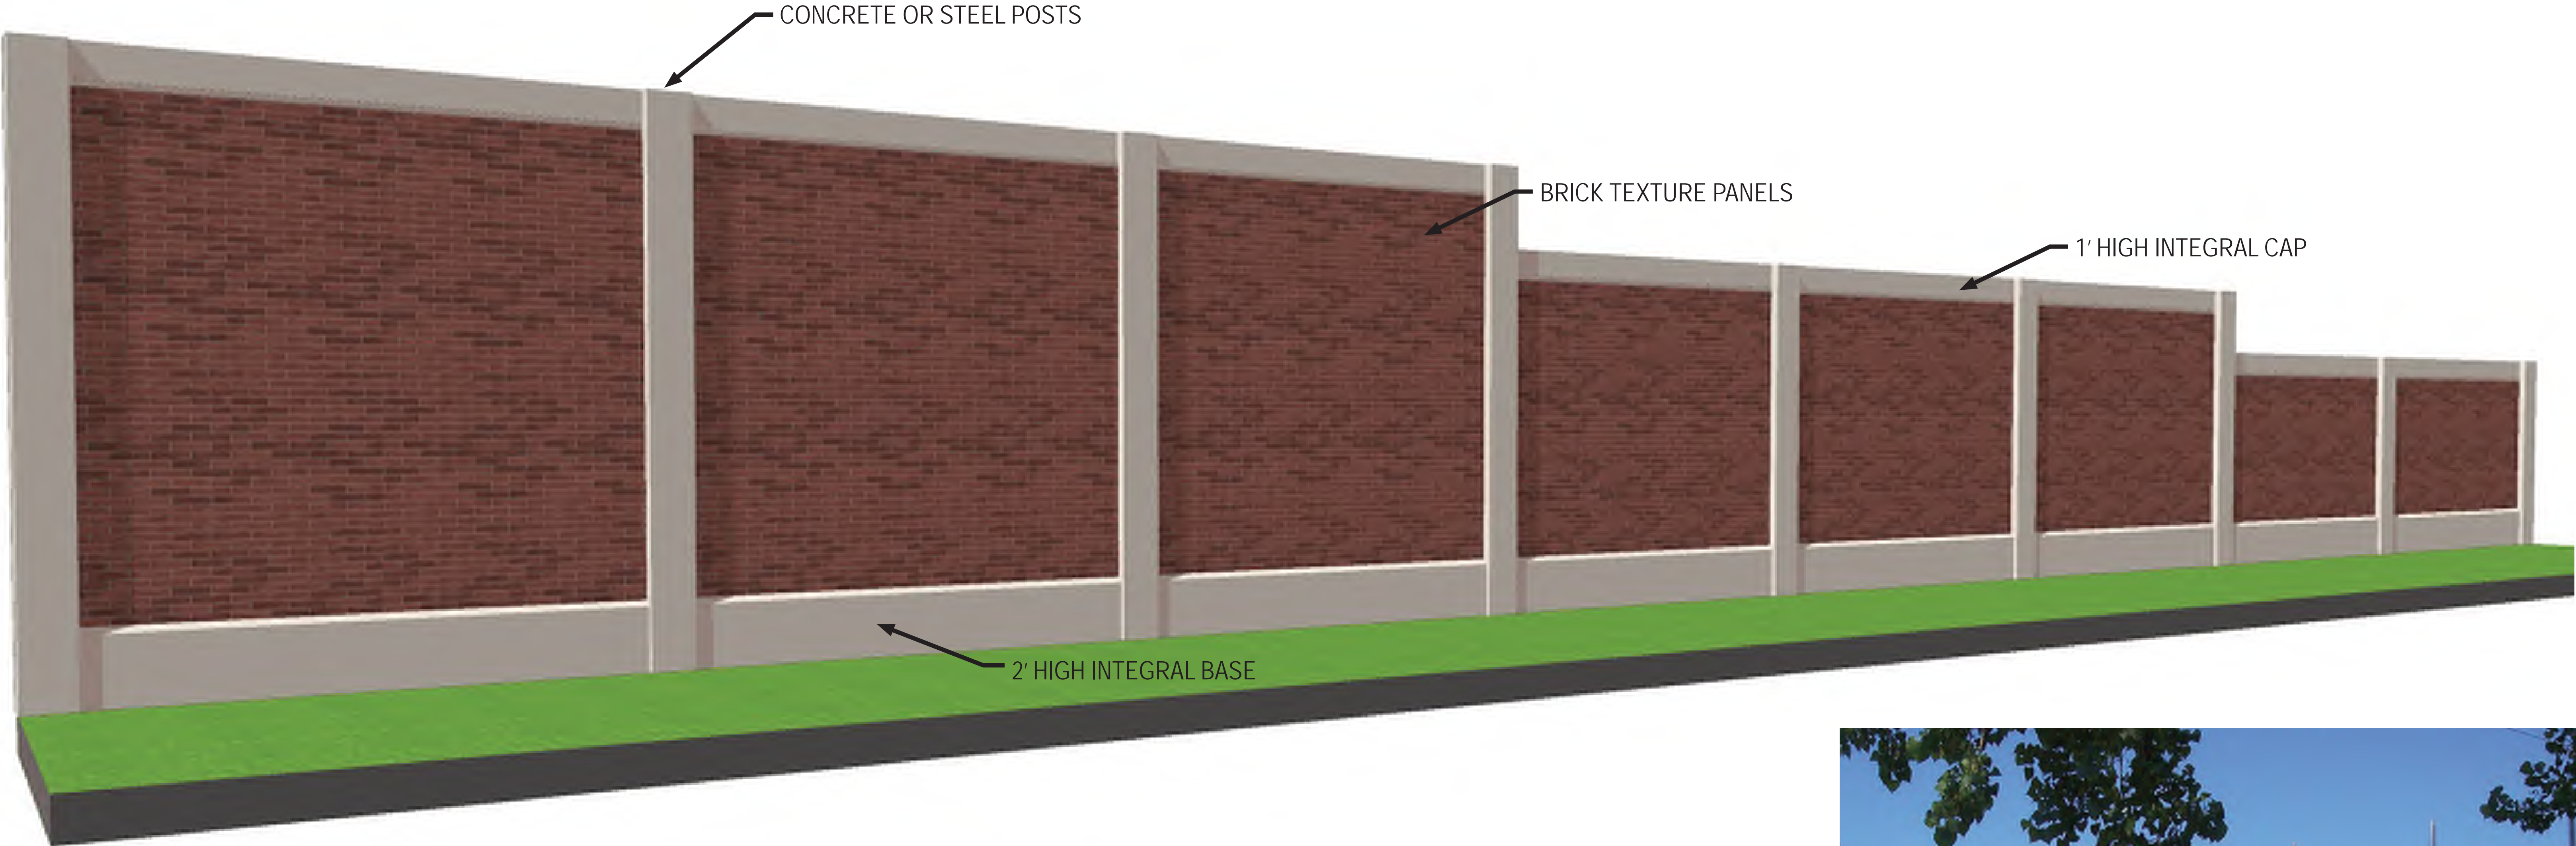 CONCRETE OR STEEL POSTS
BRICK TEXTURE PANELS
1' HIGH INTEGRAL CAP
2' HIGH INTEGRAL BASE